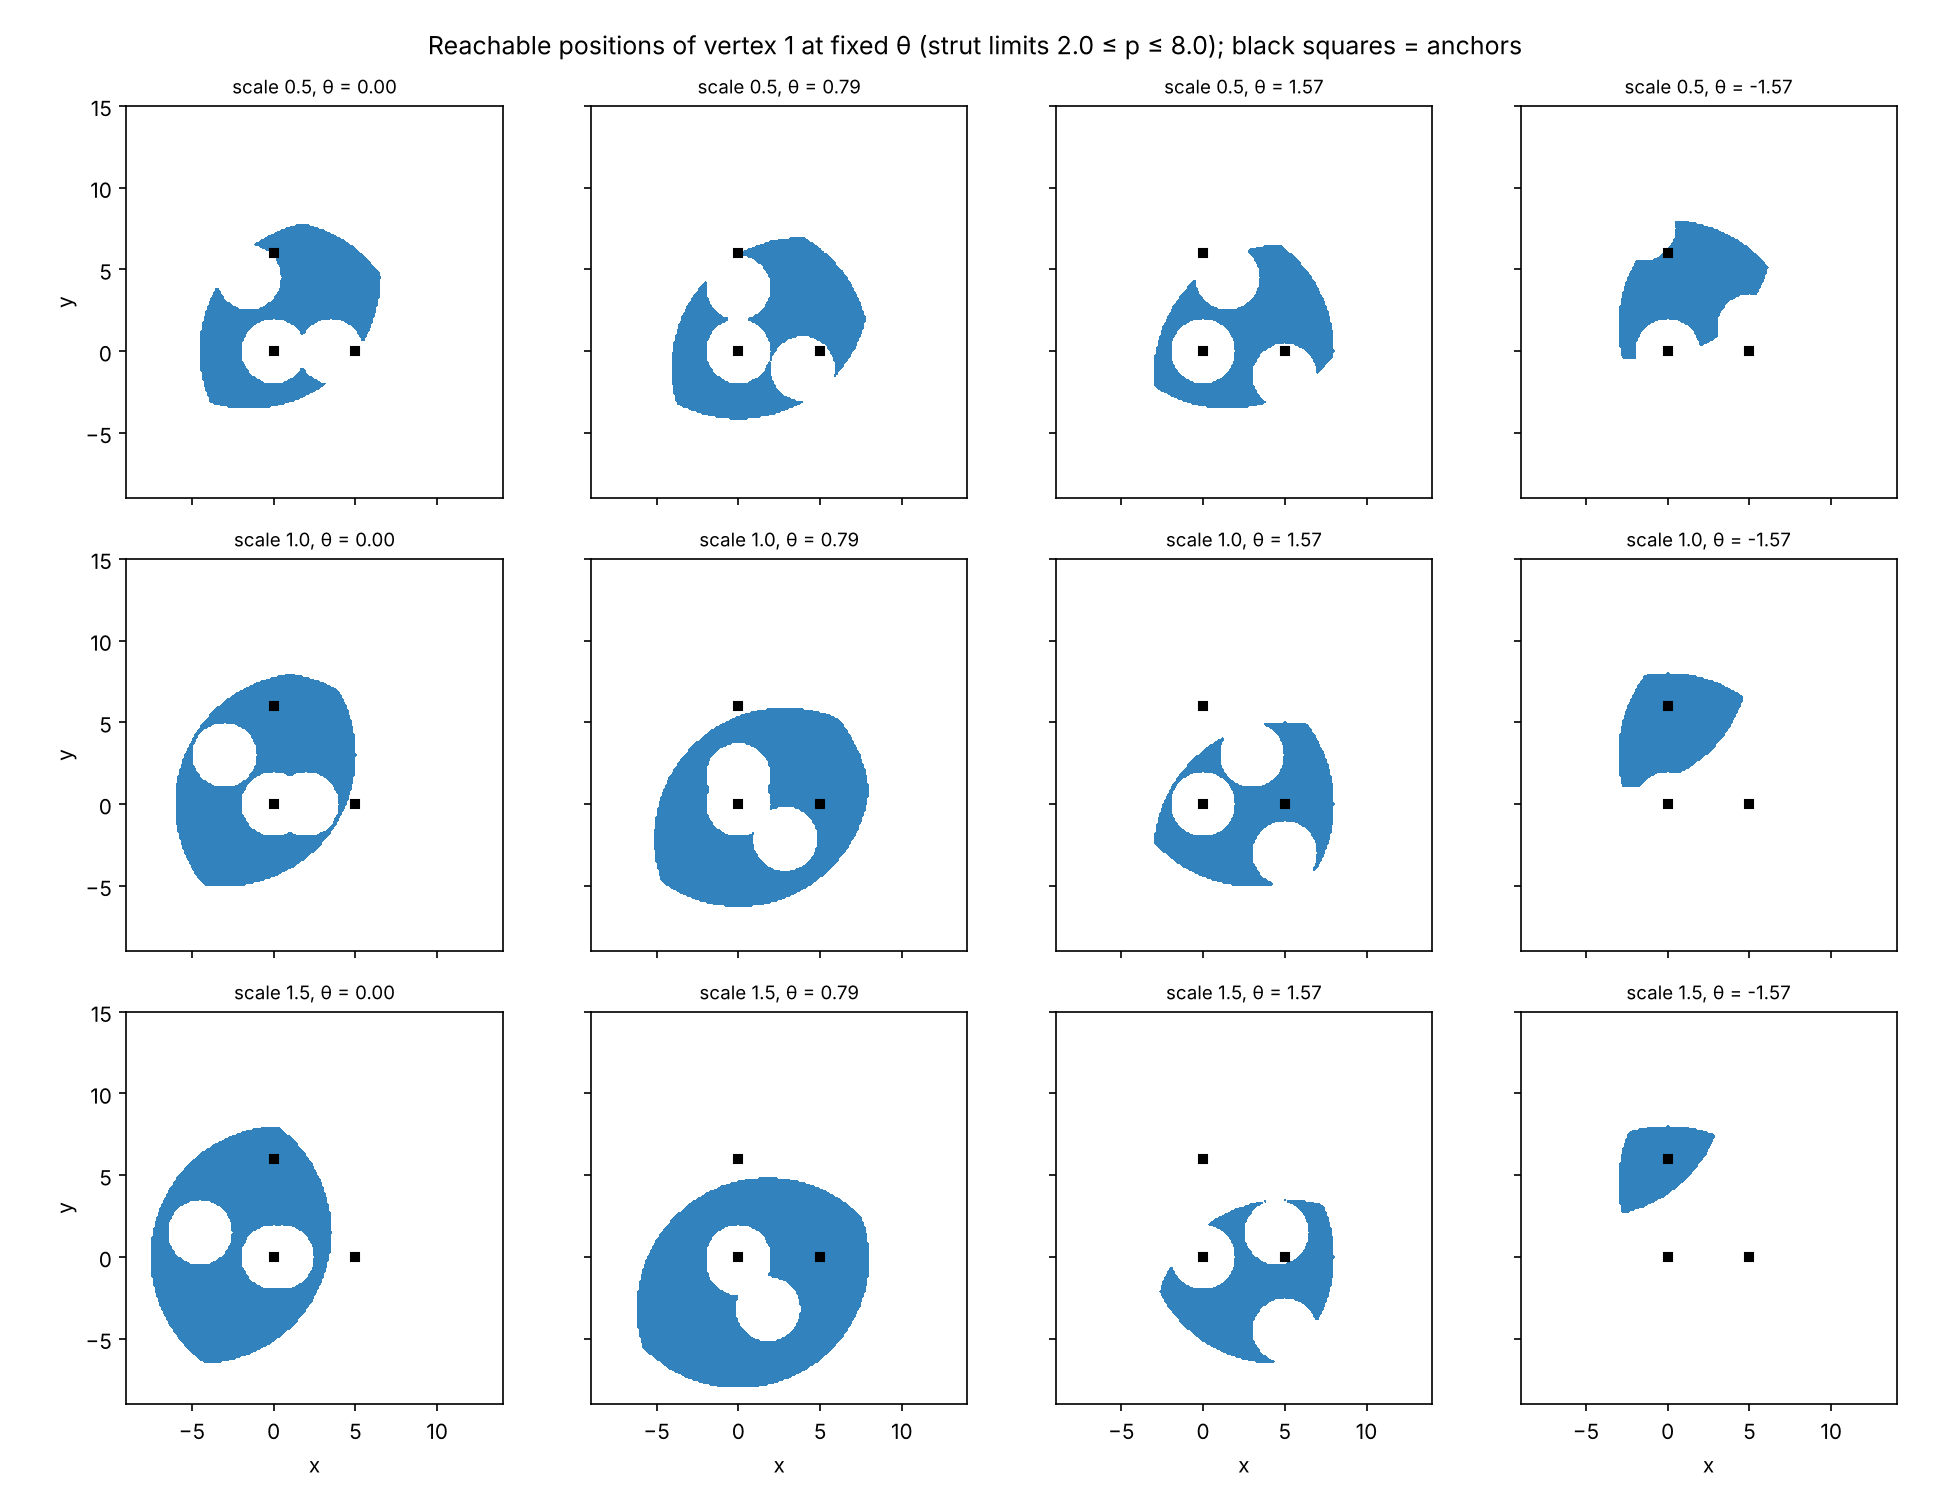 Reachable positions of vertex 1 at fixed θ (strut limits 2.0 ≤ p ≤ 8.0); black squares = anchors
scale 0.5, θ = 0.00
scale 0.5, θ = 0.79
scale 0.5, θ = 1.57
scale 0.5, θ = -1.57
15
10
5
0
−5
y
scale 1.0, θ = 0.00
scale 1.0, θ = 0.79
scale 1.0, θ = 1.57
scale 1.0, θ = -1.57
15
10
5
0
−5
y
scale 1.5, θ = 0.00
scale 1.5, θ = 0.79
scale 1.5, θ = 1.57
scale 1.5, θ = -1.57
15
10
5
0
−5
y
−5 0 5 10
−5 0 5 10
−5 0 5 10
−5 0 5 10
x
x
x
x